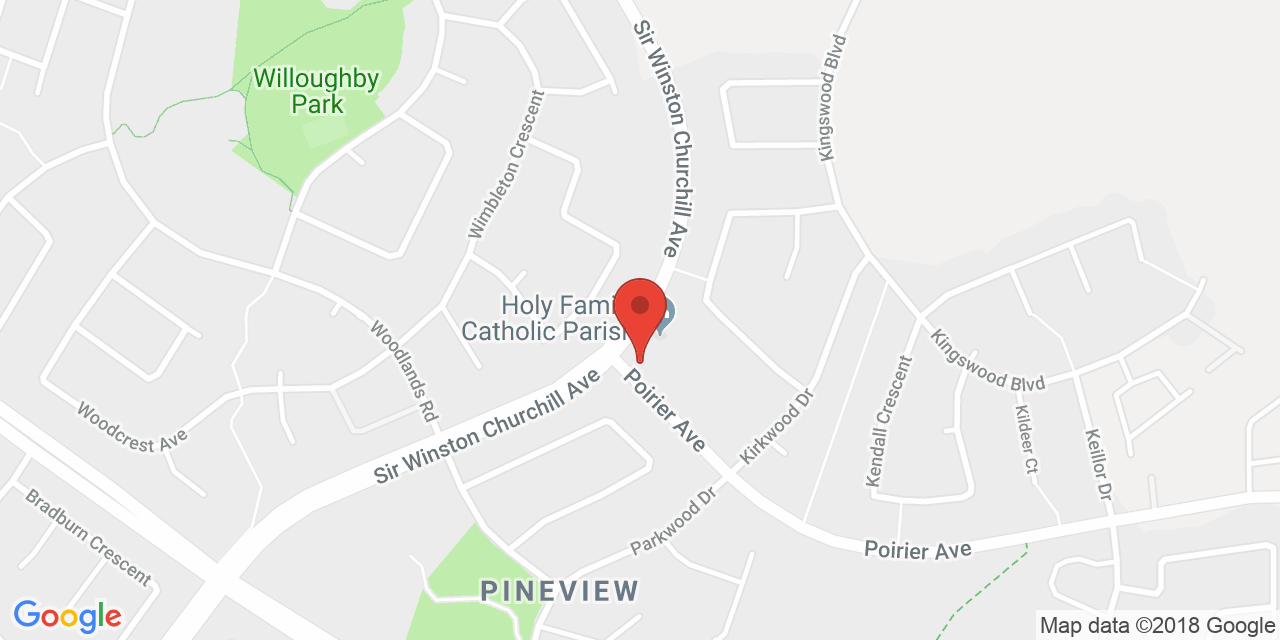 Sir Winston Churchill Ave
Kingswood Blvd
Willoughby
Park
Wimbleton Crescent
Holy Fami
Catholic Paris
Woodlands Rd
Kingswood Blvd
Poirier Ave
Sir Winston Churchill Ave
Kirkwood Dr
Kendall Crescent
Kildeer Ct
Keillor Dr
Woodcrest Ave
Bradburn Crescent
Parkwood Dr
Poirier Ave
PINEVIEW
Google
Map data ©2018 Google